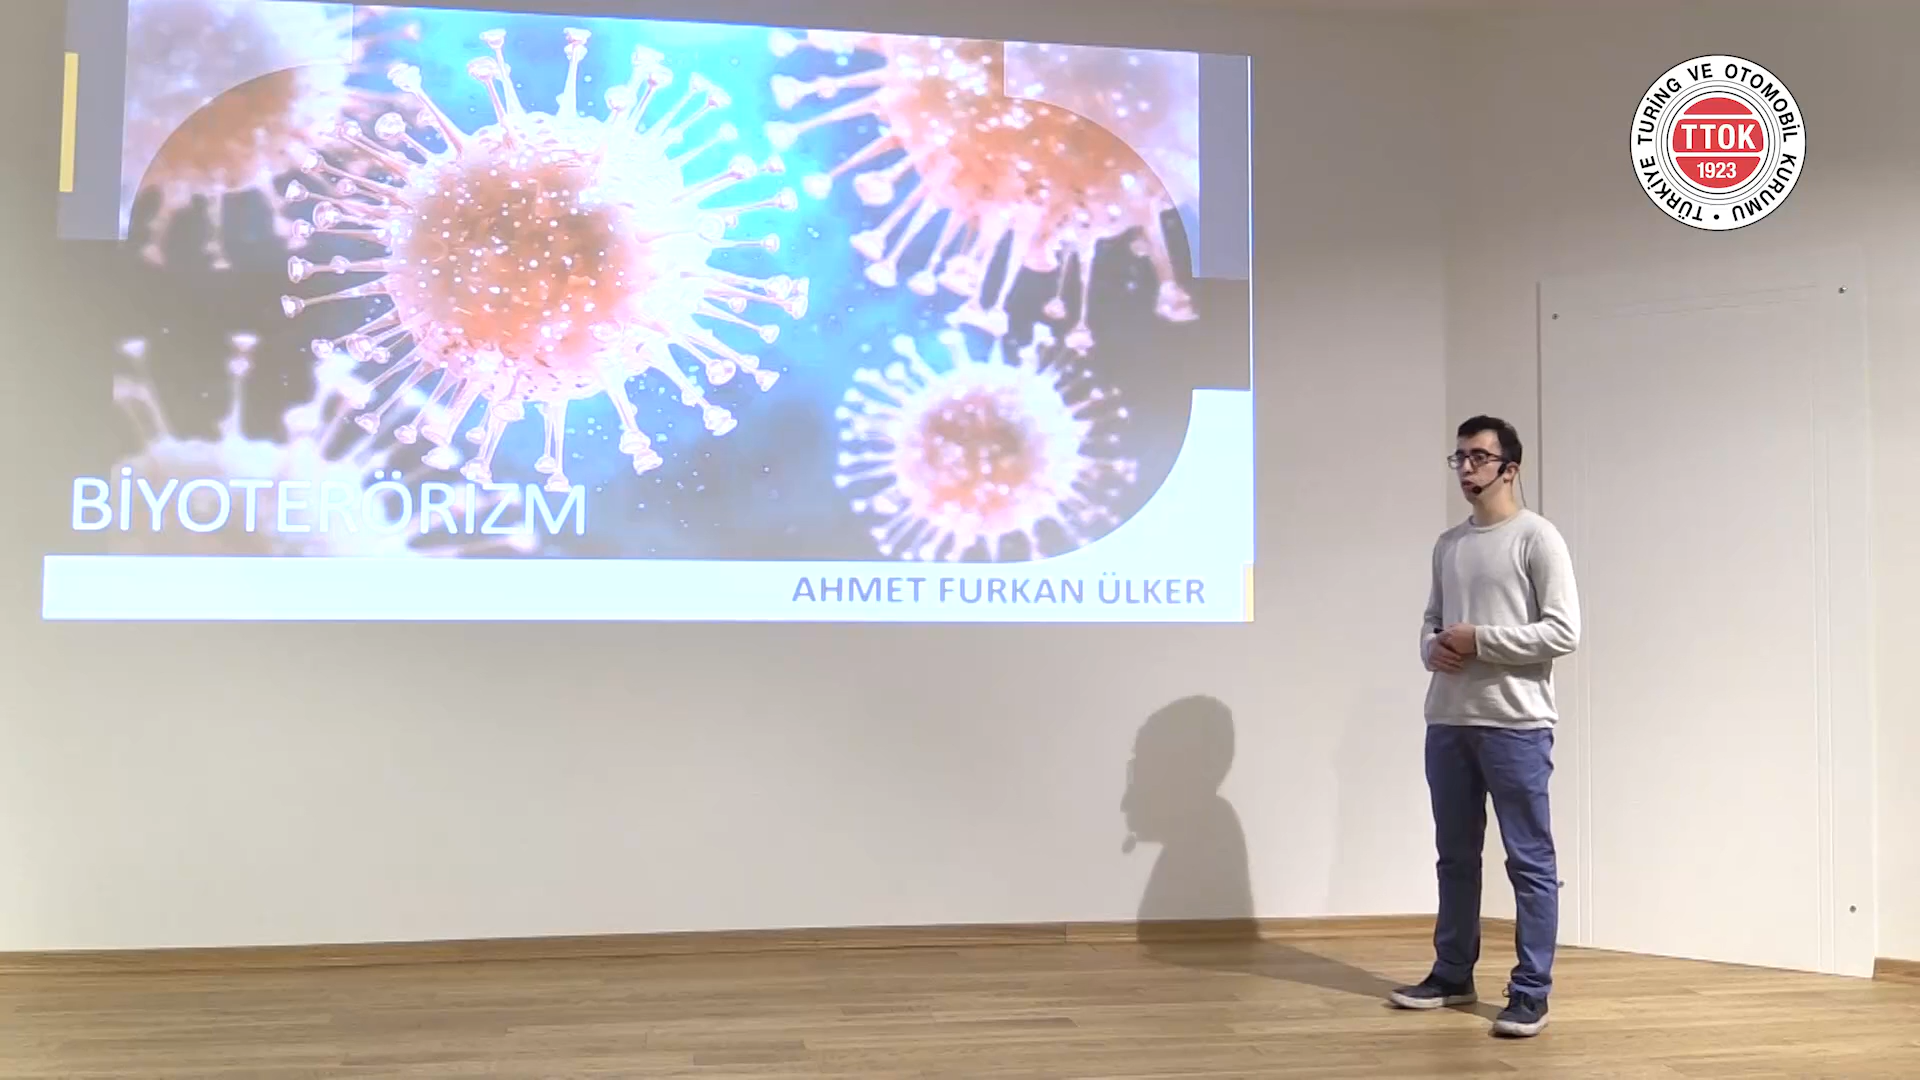 BİYOTERÖRİZM
AHMET FURKAN ÜLKER
TÜRKİYE TURİNG VE OTOMOBİL KURUMU
TTOK
1923